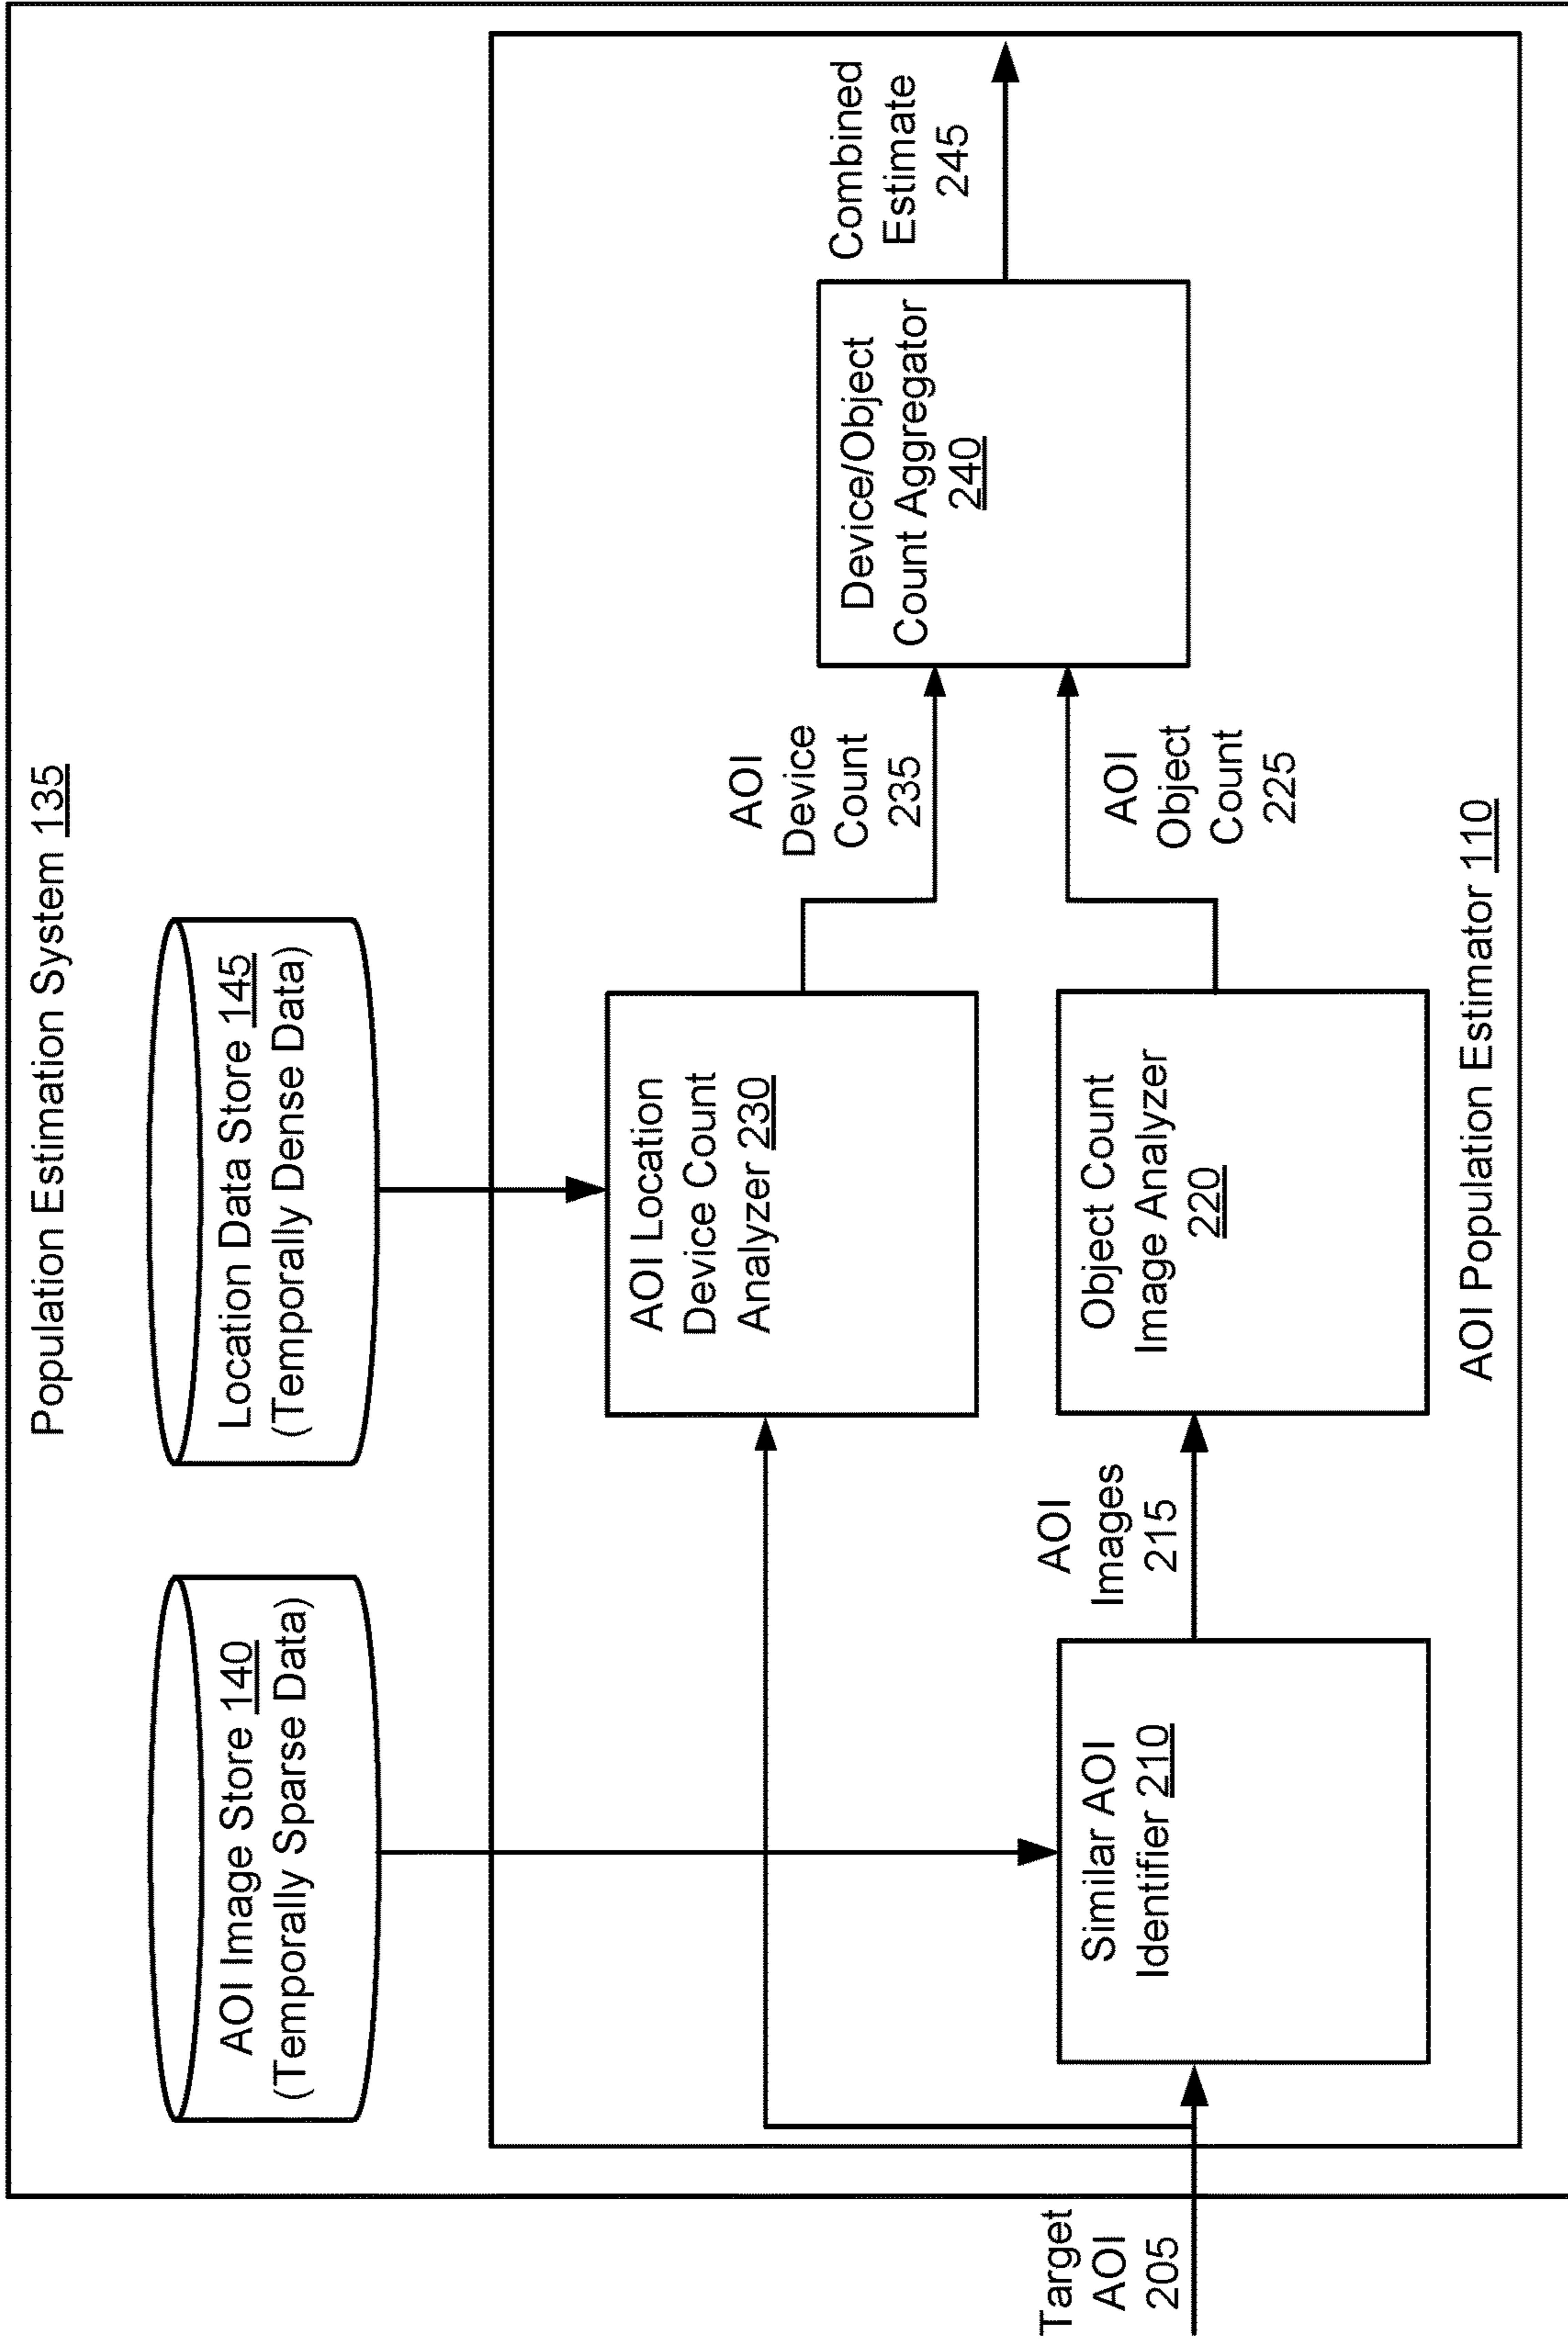 Population Estimation System 135
AOI Image Store 140
(Temporally Sparse Data)
Location Data Store 145
(Temporally Dense Data)
AOI Location
Device Count
Analyzer 230
AOI
Device
Count
235
Device/Object
Count Aggregator
240
Combined
Estimate
245
Target
AOI
205
Similar AOI
Identifier 210
AOI
Images
215
Object Count
Image Analyzer
220
AOI
Object
Count
225
AOI Population Estimator 110